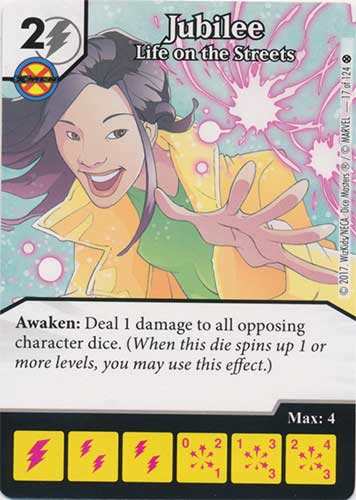 2
Jubilee
Life on the Streets
X-MEN
© 2017. WizKids/NECA. Dice Masters ® / © MARVEL — 17 of 124
Awaken: Deal 1 damage to all opposing
character dice. (When this die spins up 1 or
more levels, you may use this effect.)
Max: 4
0 2 1
1 3 3
2 4 3